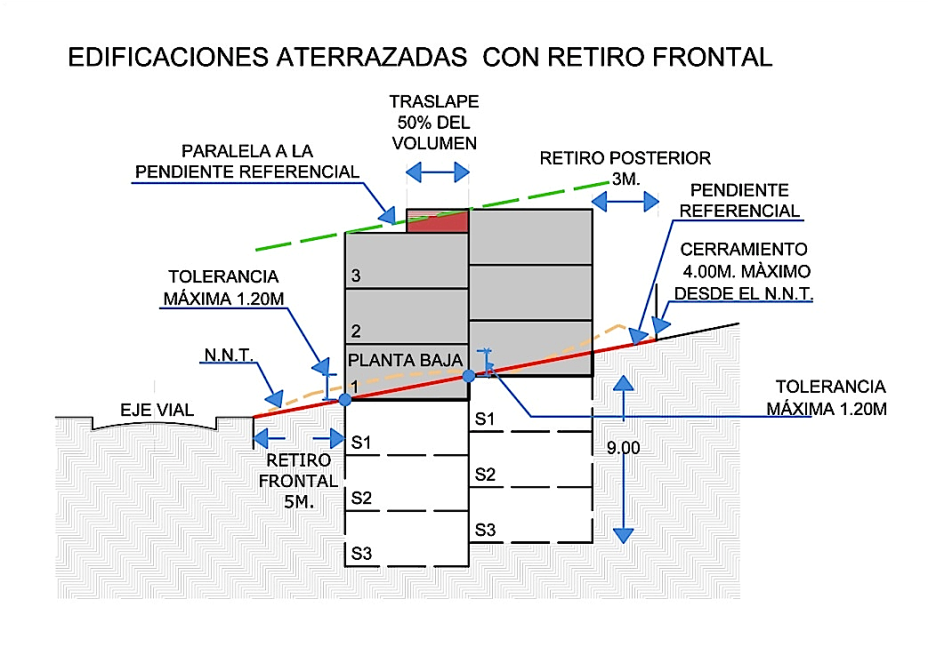 EDIFICACIONES ATERRAZADAS CON RETIRO FRONTAL
TRASLAPE
50% DEL
VOLUMEN
PARALELA A LA
PENDIENTE REFERENCIAL
RETIRO POSTERIOR
3M.
PENDIENTE
REFERENCIAL
CERRAMIENTO
4.00M. MÀXIMO
DESDE EL N.N.T.
TOLERANCIA
MÁXIMA 1.20M
3
2
N.N.T.
PLANTA BAJA
1
EJE VIAL
TOLERANCIA
MÁXIMA 1.20M
RETIRO
FRONTAL
5M.
S1
S2
S3
S1
S2
S3
9.00